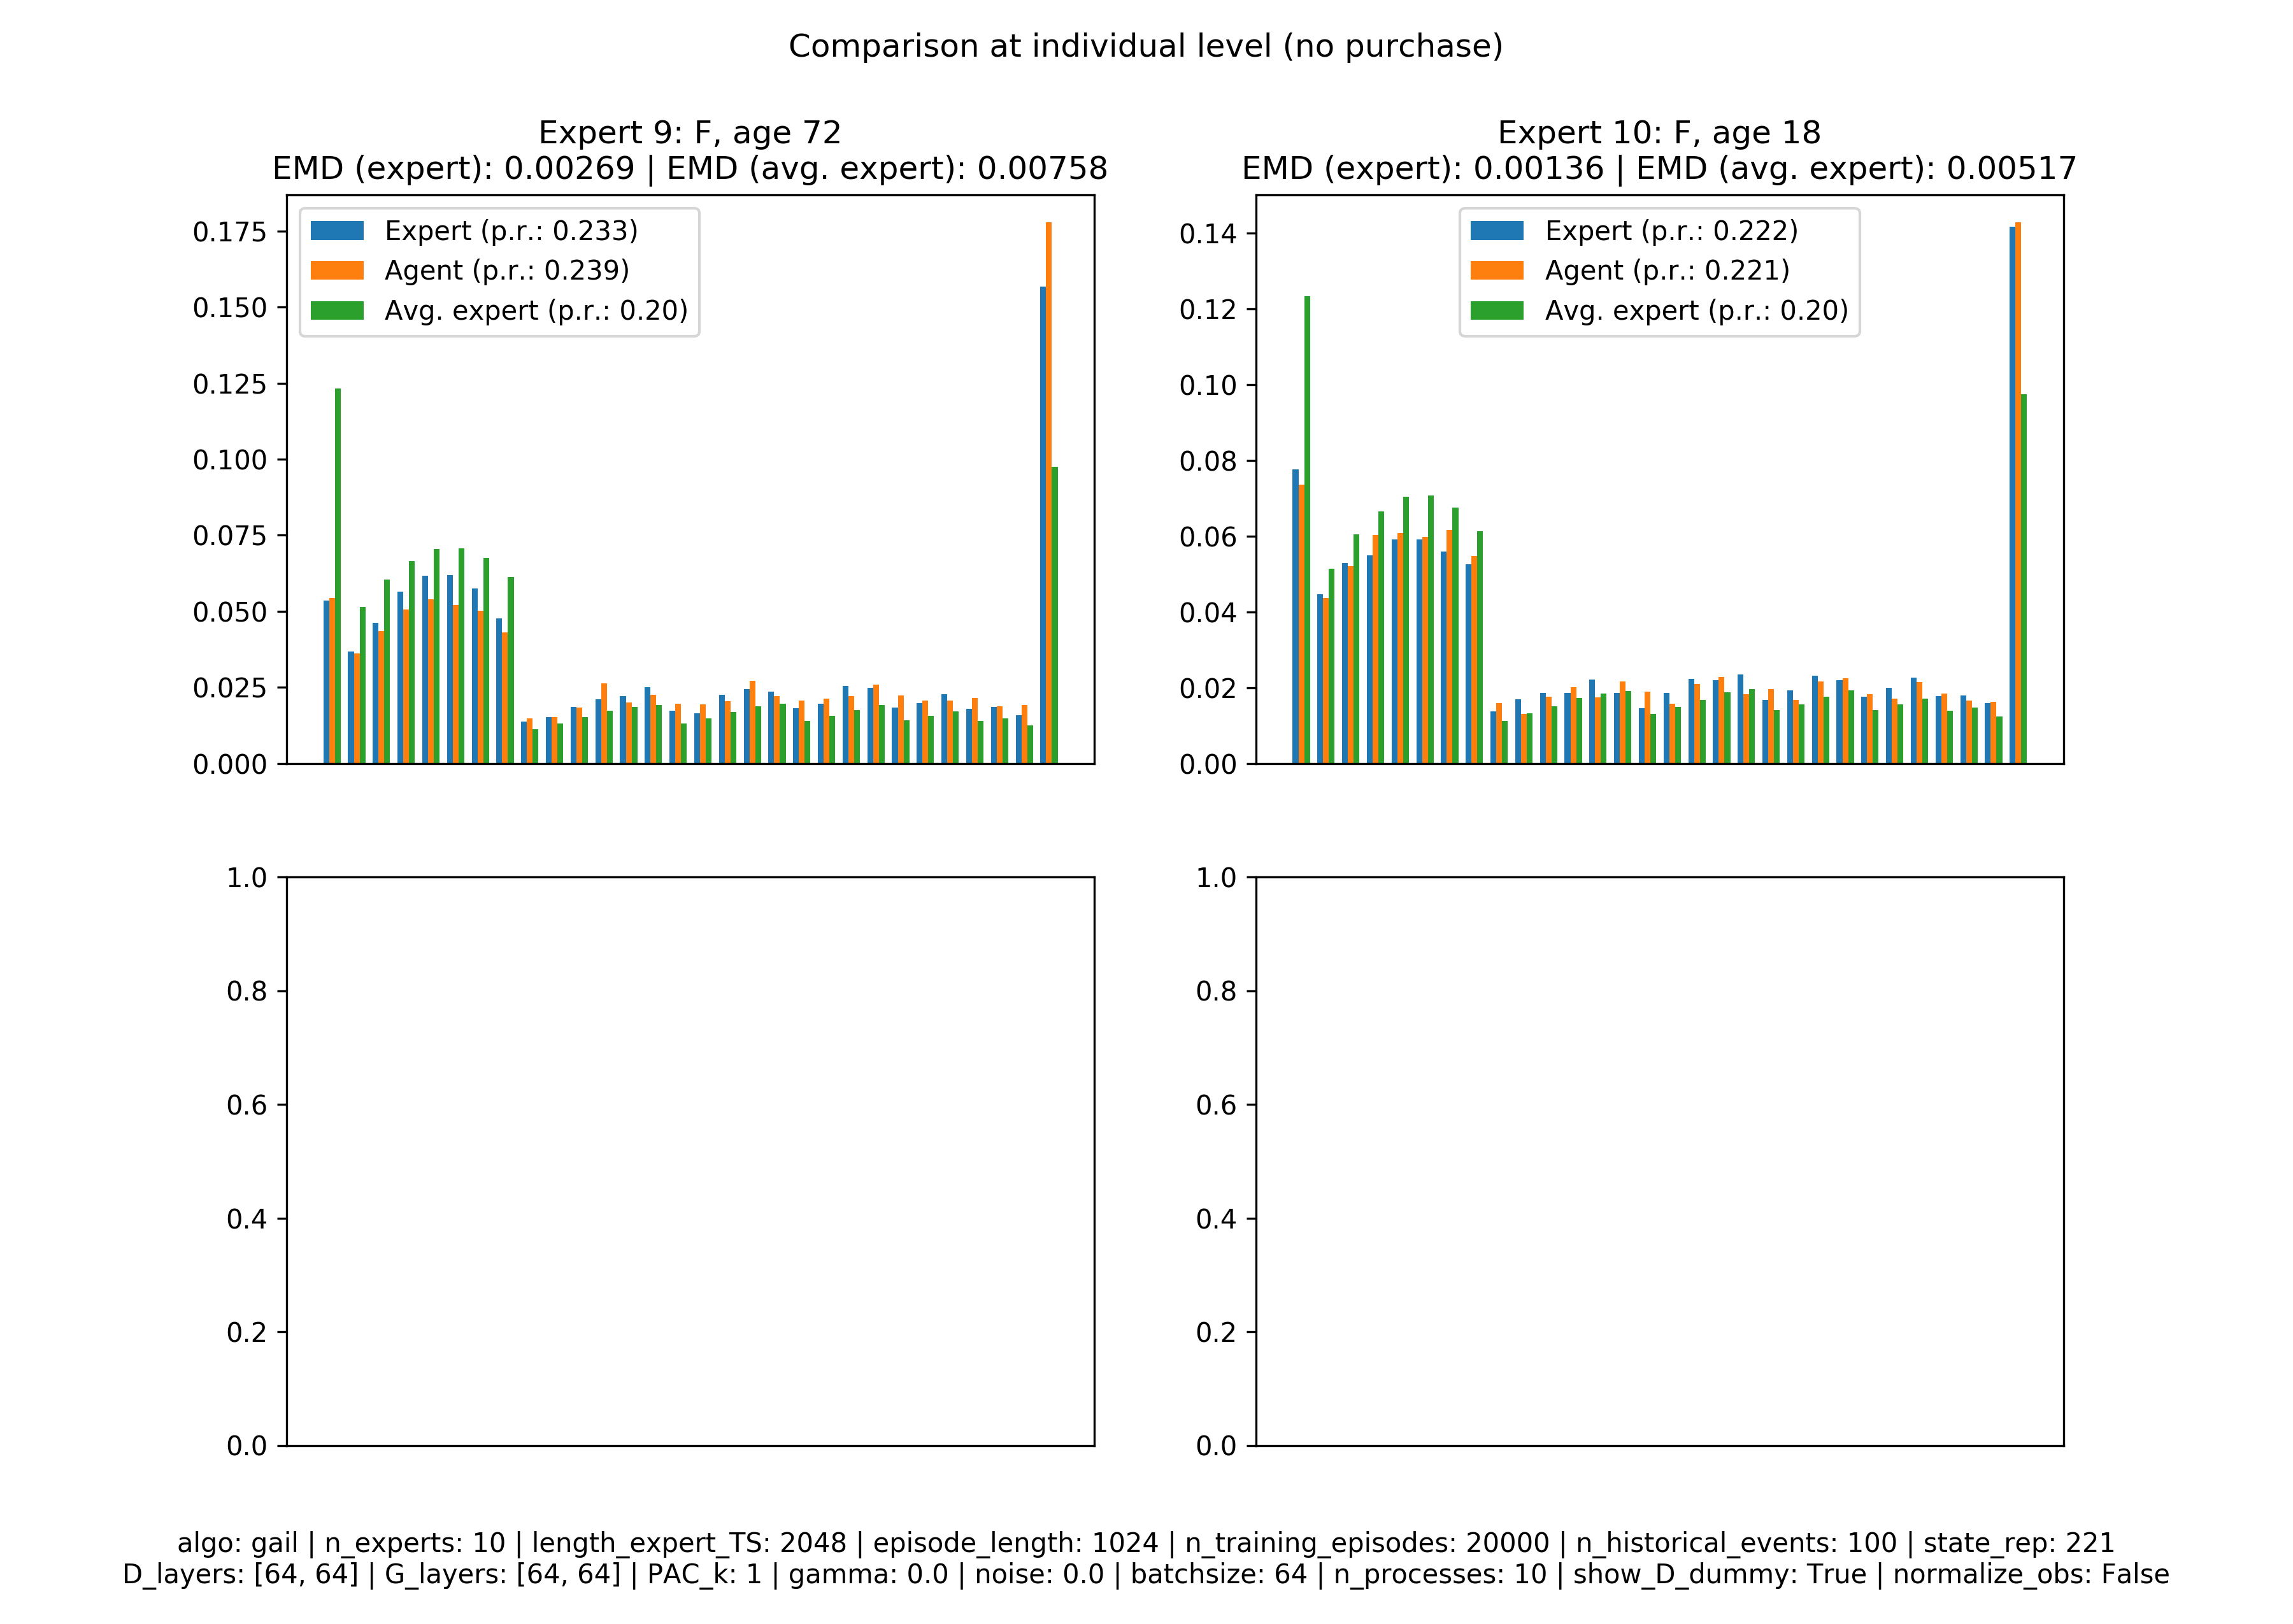 Comparison at individual level (no purchase)
Expert 9: F, age 72
EMD (expert): 0.00269 | EMD (avg. expert): 0.00758
Expert (p.r.: 0.233)
Agent (p.r.: 0.239)
Avg. expert (p.r.: 0.20)
0.175
0.150
0.125
0.100
0.075
0.050
0.025
0.000
Expert 10: F, age 18
EMD (expert): 0.00136 | EMD (avg. expert): 0.00517
Expert (p.r.: 0.222)
Agent (p.r.: 0.221)
Avg. expert (p.r.: 0.20)
0.14
0.12
0.10
0.08
0.06
0.04
0.02
0.00
1.0
0.8
0.6
0.4
0.2
0.0
1.0
0.8
0.6
0.4
0.2
0.0
algo: gail | n_experts: 10 | length_expert_TS: 2048 | episode_length: 1024 | n_training_episodes: 20000 | n_historical_events: 100 | state_rep: 221
D_layers: [64, 64] | G_layers: [64, 64] | PAC_k: 1 | gamma: 0.0 | noise: 0.0 | batchsize: 64 | n_processes: 10 | show_D_dummy: True | normalize_obs: False